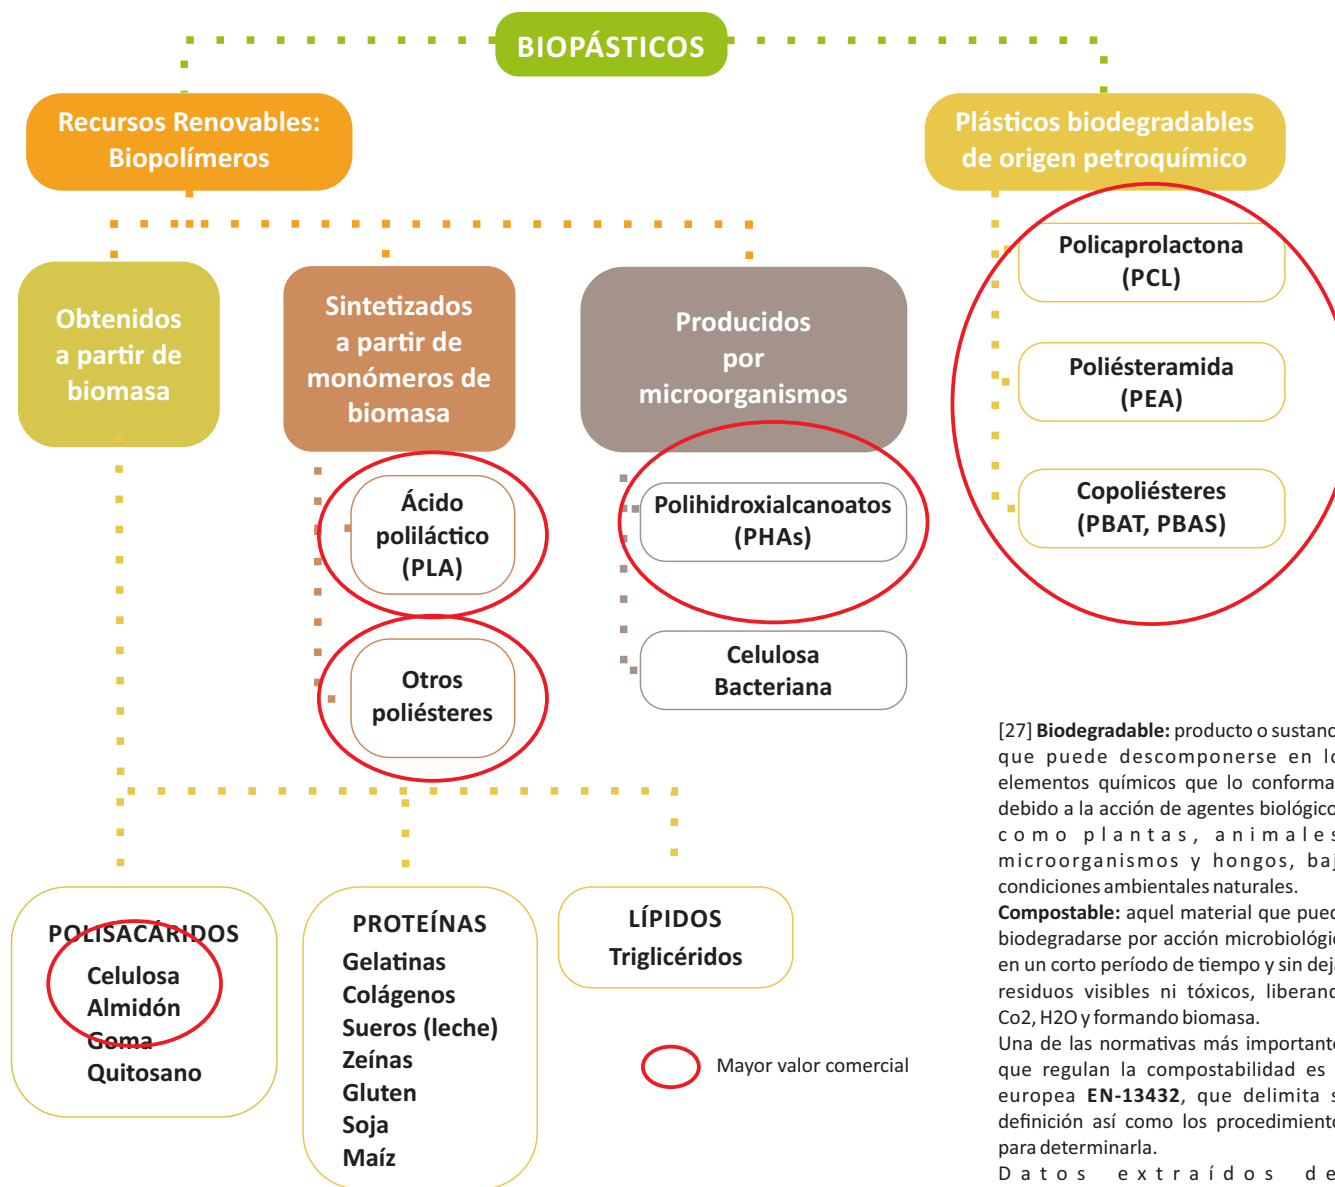 BIOPÁSTICOS
Recursos Renovables:
Biopolímeros
Plásticos biodegradables
de origen petroquímico
Obtenidos
a partir de
biomasa
Sintetizados
a partir de
monómeros de
biomasa
Producidos
por
microorganismos
Policaprolactona
(PCL)
Poliésteramida
(PEA)
Copoliésteres
(PBAT, PBAS)
Ácido
poliláctico
(PLA)
Otros
poliésteres
Polihidroxialcanoatos
(PHAs)
Celulosa
Bacteriana
POLISACÁRIDOS
Celulosa
Almidón
Goma
Quitosano
PROTEÍNAS
Gelatinas
Colágenos
Sueros (leche)
Zeínas
Gluten
Soja
Maíz
LÍPIDOS
Triglicéridos
Mayor valor comercial
[27] Biodegradable: producto o sustanc
que puede descomponerse en lo
elementos químicos que lo conforma
debido a la acción de agentes biológico
como plantas, animales
microorganismos y hongos, baj
condiciones ambientales naturales.
Compostable: aquel material que pued
biodegradarse por acción microbiológic
en un corto período de tiempo y sin deja
residuos visibles ni tóxicos, liberand
Co2, H2O y formando biomasa.
Una de las normativas más importante
que regulan la compostabilidad es
europea EN-13432, que delimita s
definición así como los procedimiento
para determinarla.
Datos extraídos de